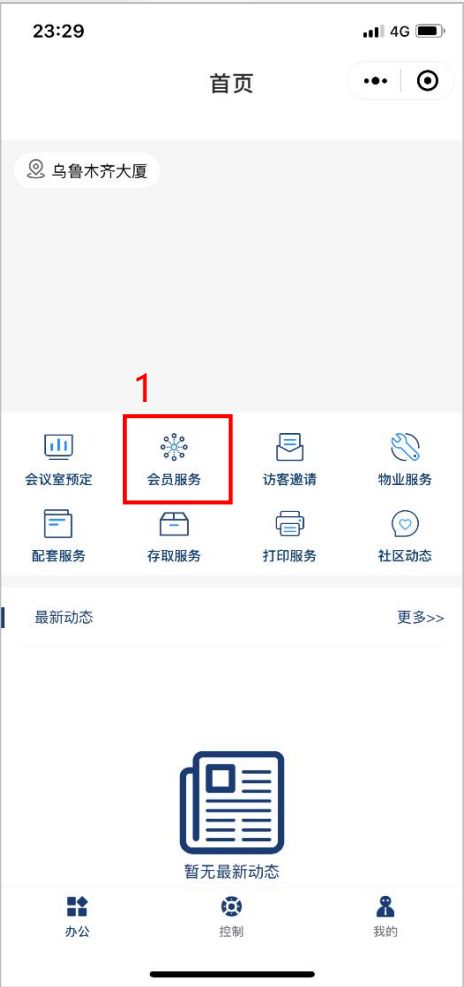 23:29
4G
首页
乌鲁木齐大厦
1
会议室预定 会员服务 访客邀请 物业服务
配套服务 存取服务 打印服务 社区动态
最新动态 更多>>
暂无最新动态
办公 控制 我的